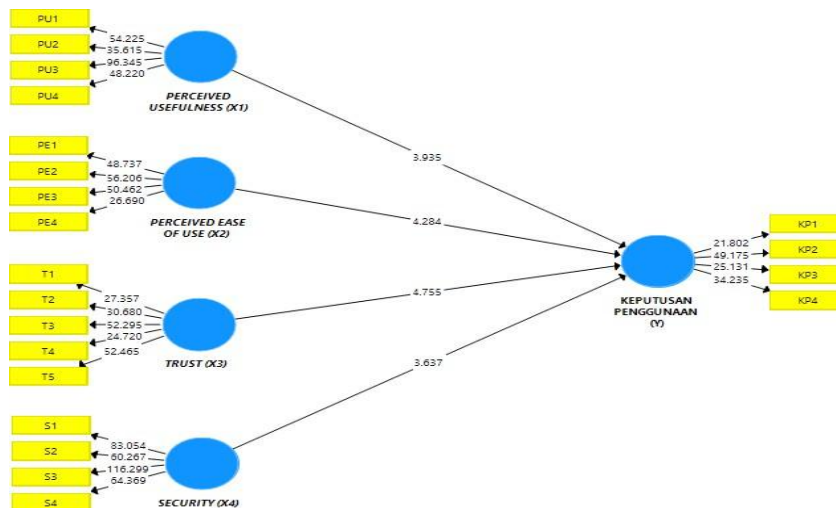 PU1
PU2
PU3
PU4
54.225
35.615
96.345
48.220
PERCEIVED
USEFULNESS (X1)
3.935
PE1
PE2
PE3
PE4
48.737
56.206
50.462
26.690
PERCEIVED EASE
OF USE (X2)
4.284
T1
T2
T3
T4
T5
27.357
30.680
52.295
24.720
52.465
TRUST (X3)
4.755
S1
S2
S3
S4
83.054
60.267
116.299
64.369
SECURITY (X4)
3.637
KEPUTUSAN
PENGGUNAAN
(Y)
21.802
49.175
25.131
34.235
KP1
KP2
KP3
KP4